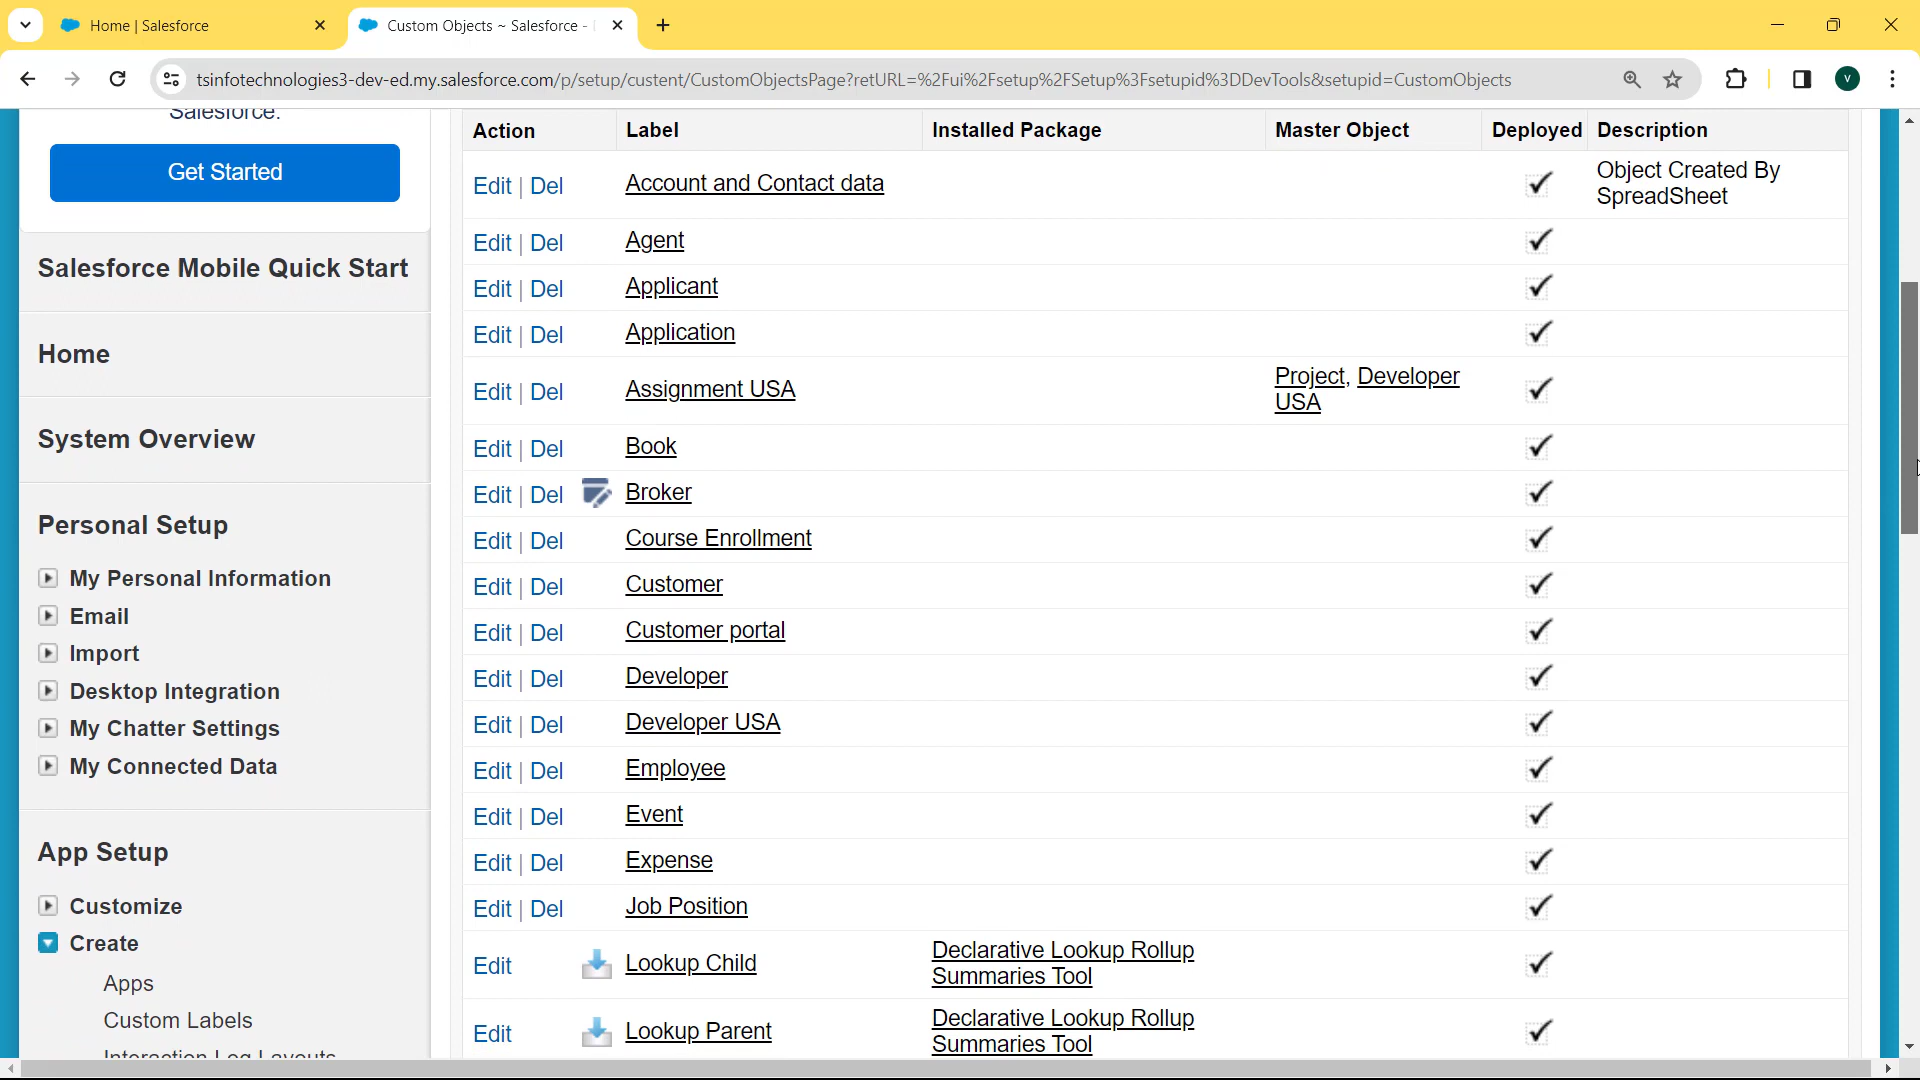 Home | Salesforce
Custom Objects ~ Salesforce -
tsinfotechnologies3-dev-ed.my.salesforce.com/p/setup/custent/CustomObjectsPage?retURL=%2Fui%2Fsetup%2FSetup%3Fsetupid%3DDevTools&setupid=CustomObjects
V
Salesforce.
Get Started
Salesforce Mobile Quick Start
Home
System Overview
Personal Setup
My Personal Information
Email
Import
Desktop Integration
My Chatter Settings
My Connected Data
App Setup
Customize
Create
Apps
Custom Labels
Interaction Log Layouts
Action Label Installed Package Master Object Deployed Description
Edit | Del Account and Contact data Object Created By
SpreadSheet
Edit | Del Agent
Edit | Del Applicant
Edit | Del Application
Edit | Del Assignment USA Project, Developer
USA
Edit | Del Book
Edit | Del Broker
Edit | Del Course Enrollment
Edit | Del Customer
Edit | Del Customer portal
Edit | Del Developer
Edit | Del Developer USA
Edit | Del Employee
Edit | Del Event
Edit | Del Expense
Edit | Del Job Position
Edit Lookup Child Declarative Lookup Rollup
Summaries Tool
Edit Lookup Parent Declarative Lookup Rollup
Summaries Tool